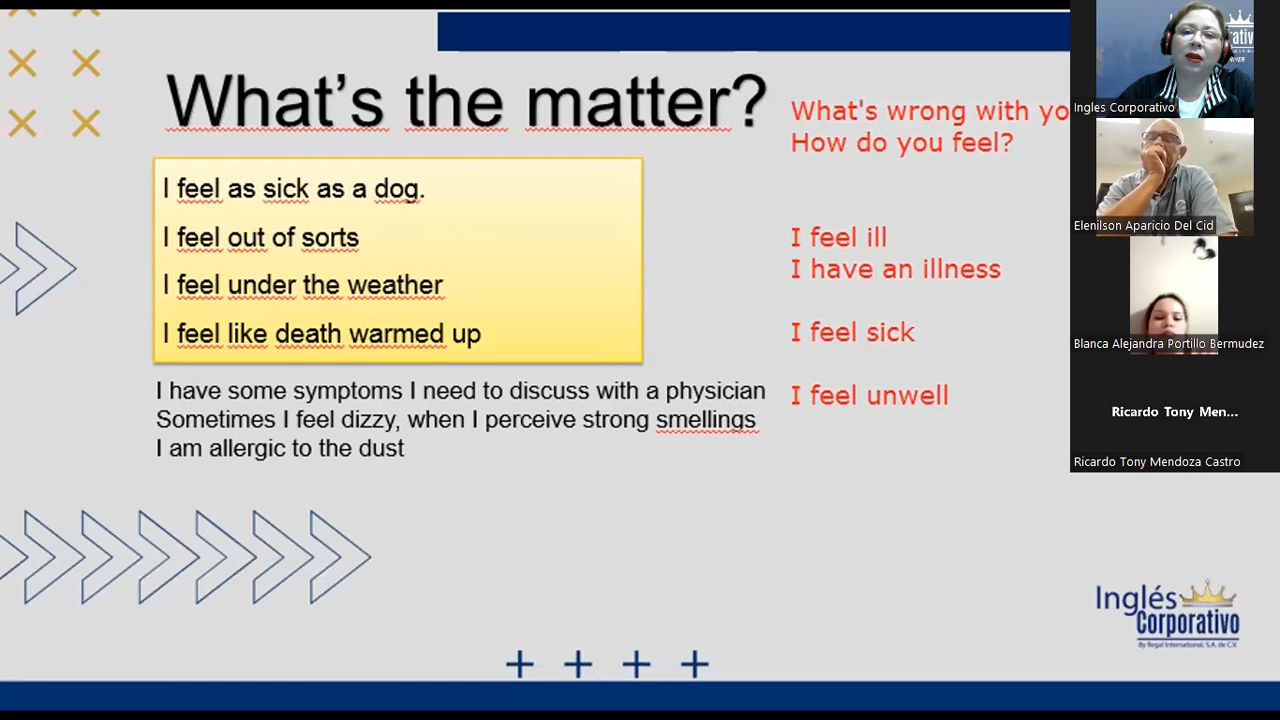 What's the matter?
I feel as sick as a dog.
I feel out of sorts
I feel under the weather
I feel like death warmed up
I have some symptoms I need to discuss with a physician
Sometimes I feel dizzy, when I perceive strong smellings
I am allergic to the dust
What's wrong with yo
How do you feel?
I feel ill
I have an illness
I feel sick
I feel unwell
Ingles Corporativo
Elenilson Aparicio Del Cid
Blanca Alejandra Portillo Bermudez
Ricardo Tony Men...
Ricardo Tony Mendoza Castro
Inglés
Corporativo
By Regal International, S.A. de C.V.